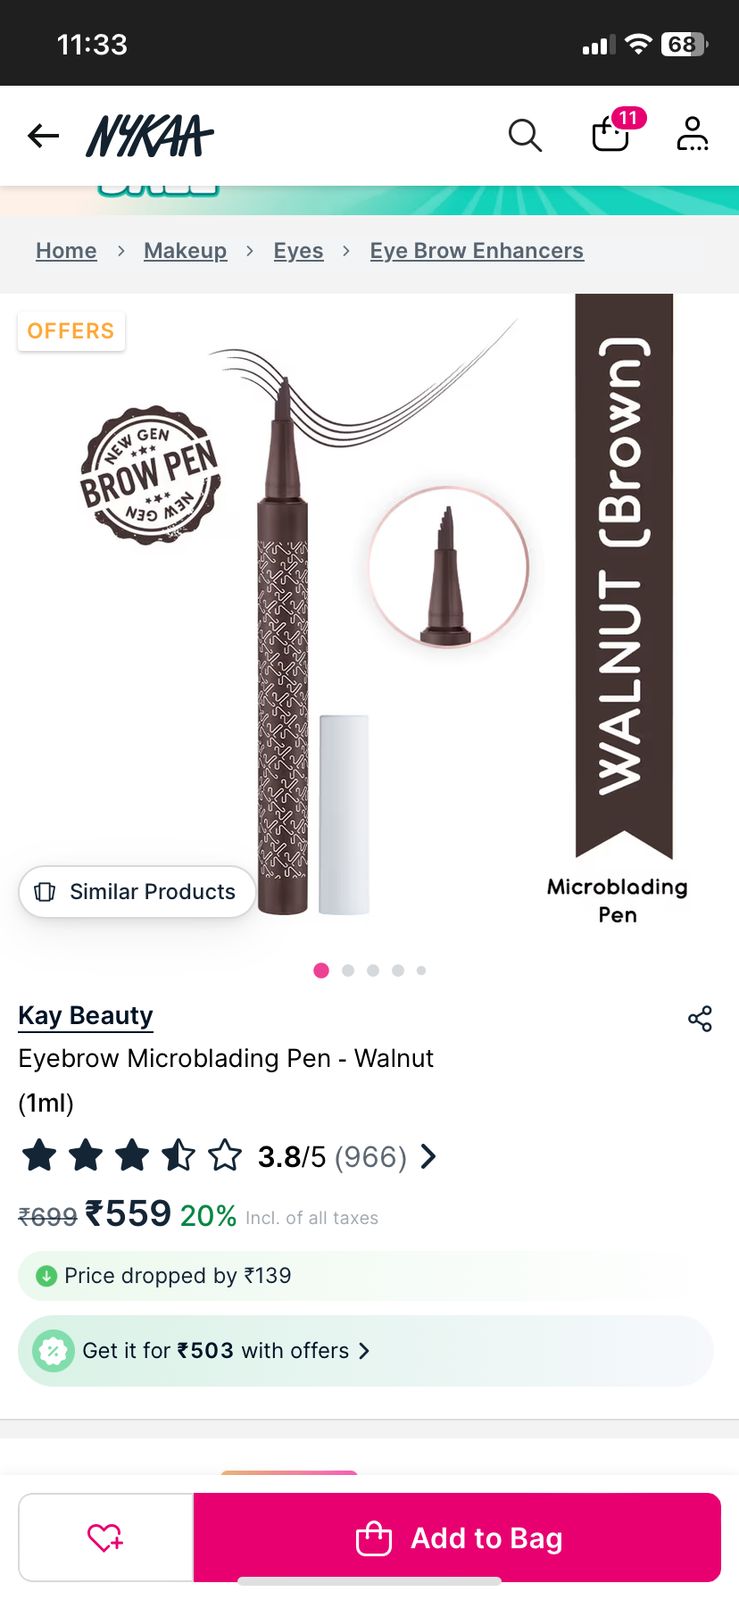 11:33
68
NYKAA
11
Home > Makeup > Eyes > Eye Brow Enhancers
OFFERS
NEW GEN
BROW PEN
NEW GEN
WALNUT (Brown)
Microblading
Pen
Similar Products
Kay Beauty
Eyebrow Microblading Pen - Walnut
(1ml)
3.8/5 (966)
₹699 ₹559 20% Incl. of all taxes
Price dropped by ₹139
Get it for ₹503 with offers >
Add to Bag